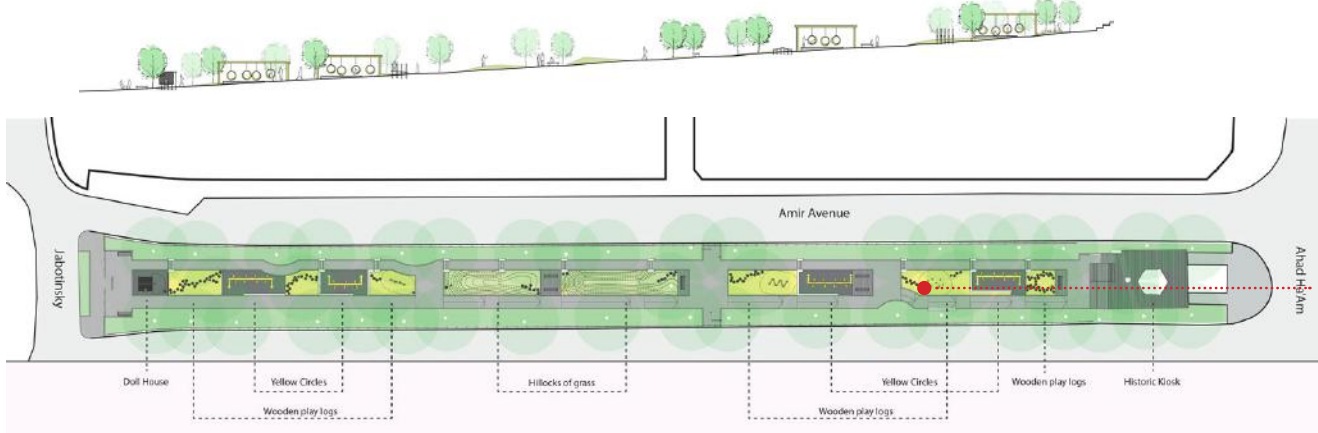 Amir Avenue
Jabotinsky
Ahad Ha'Am
Doll House
Yellow Circles
Hillocks of grass
Yellow Circles
Wooden play logs
Historic Kiosk
Wooden play logs
Wooden play logs